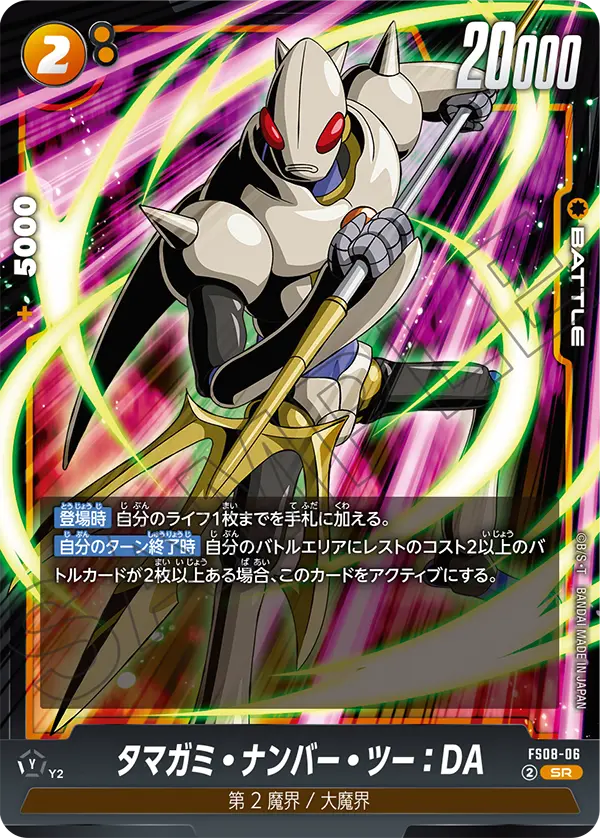 2
20000
+ 5000
BATTLE
登場時 自分のライフ1枚までを手札に加える。
自分のターン終了時 自分のバトルエリアにレストのコスト2以上のバ
トルカードが2枚以上ある場合、このカードをアクティブにする。
SAMPLE
©B/S・T BANDAI MADE IN JAPAN
Y Y2
タマガミ・ナンバー・ツー：DA
FS08-06
2 SR
第2魔界 / 大魔界